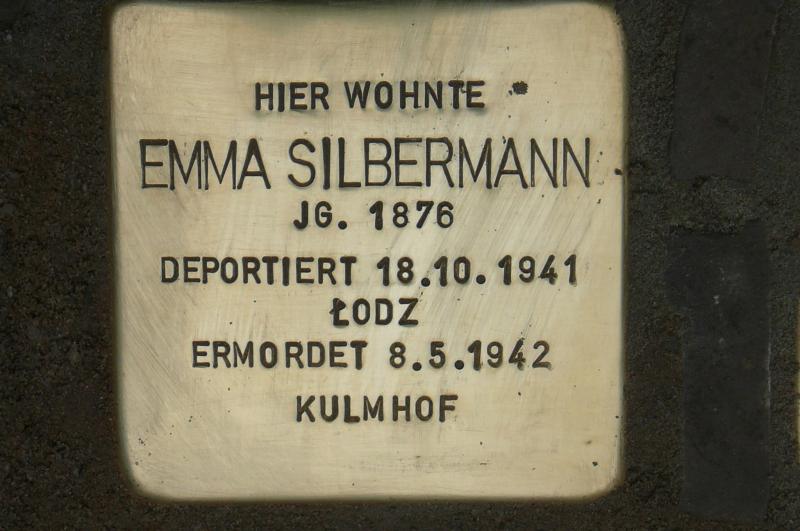 HIER WOHNTE
EMMA SILBERMANN
JG. 1876
DEPORTIERT 18.10.1941
ŁODZ
ERMORDET 8.5.1942
KULMHOF